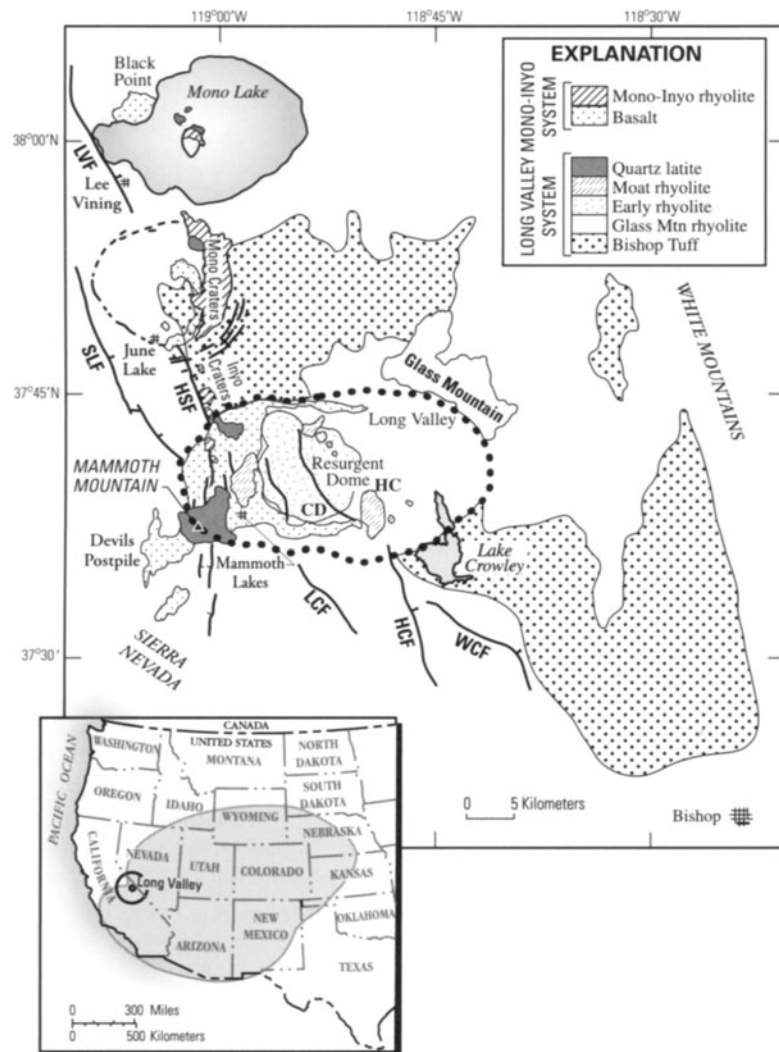 119°00'W
118°45'W
118°30'W
Black
Point
Mono Lake
38°00'N
LVF
Lee
Vining
EXPLANATION
LONG VALLEY MONO-INYO
SYSTEM
SYSTEM
Mono-Inyo rhyolite
Basalt
Quartz latite
Moat rhyolite
Early rhyolite
Glass Mtn rhyolite
Bishop Tuff
Mono Craters
June
Lake
Inyo
Craters
SLF
HSF
WHITE MOUNTAINS
37°45'N
Glass Mountain
Long Valley
MAMMOTH
MOUNTAIN
Resurgent
Dome
HC
CD
Devils
Postpile
Mammoth
Lakes
Lake
Crowley
LCF
HCF
WCF
SIERRA
NEVADA
37°30'N
0 5 Kilometers
Bishop
PACIFIC OCEAN
CANADA
UNITED STATES
WASHINGTON
MONTANA
NORTH
DAKOTA
OREGON
IDAHO
SOUTH
DAKOTA
WYOMING
NEBRASKA
CALIFORNIA
NEVADA
UTAH
COLORADO
KANSAS
Long Valley
ARIZONA
NEW
MEXICO
OKLAHOMA
TEXAS
0 300 Miles
0 500 Kilometers